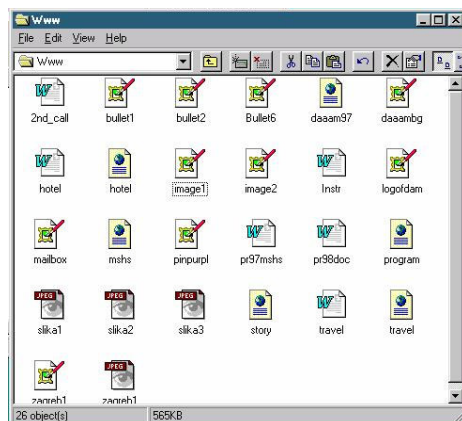 Www
File Edit View Help
Www
2nd_call bullet1 bullet2 Bullet6 daaam97 daaambg
hotel hotel image1 image2 Instr logofdam
mailbox mshs pinpurpl pr97mshs pr98doc program
JPEG JPEG JPEG
slika1 slika2 slika3 story travel travel
JPEG
zagreb1 zagreb1
26 object(s) 565KB